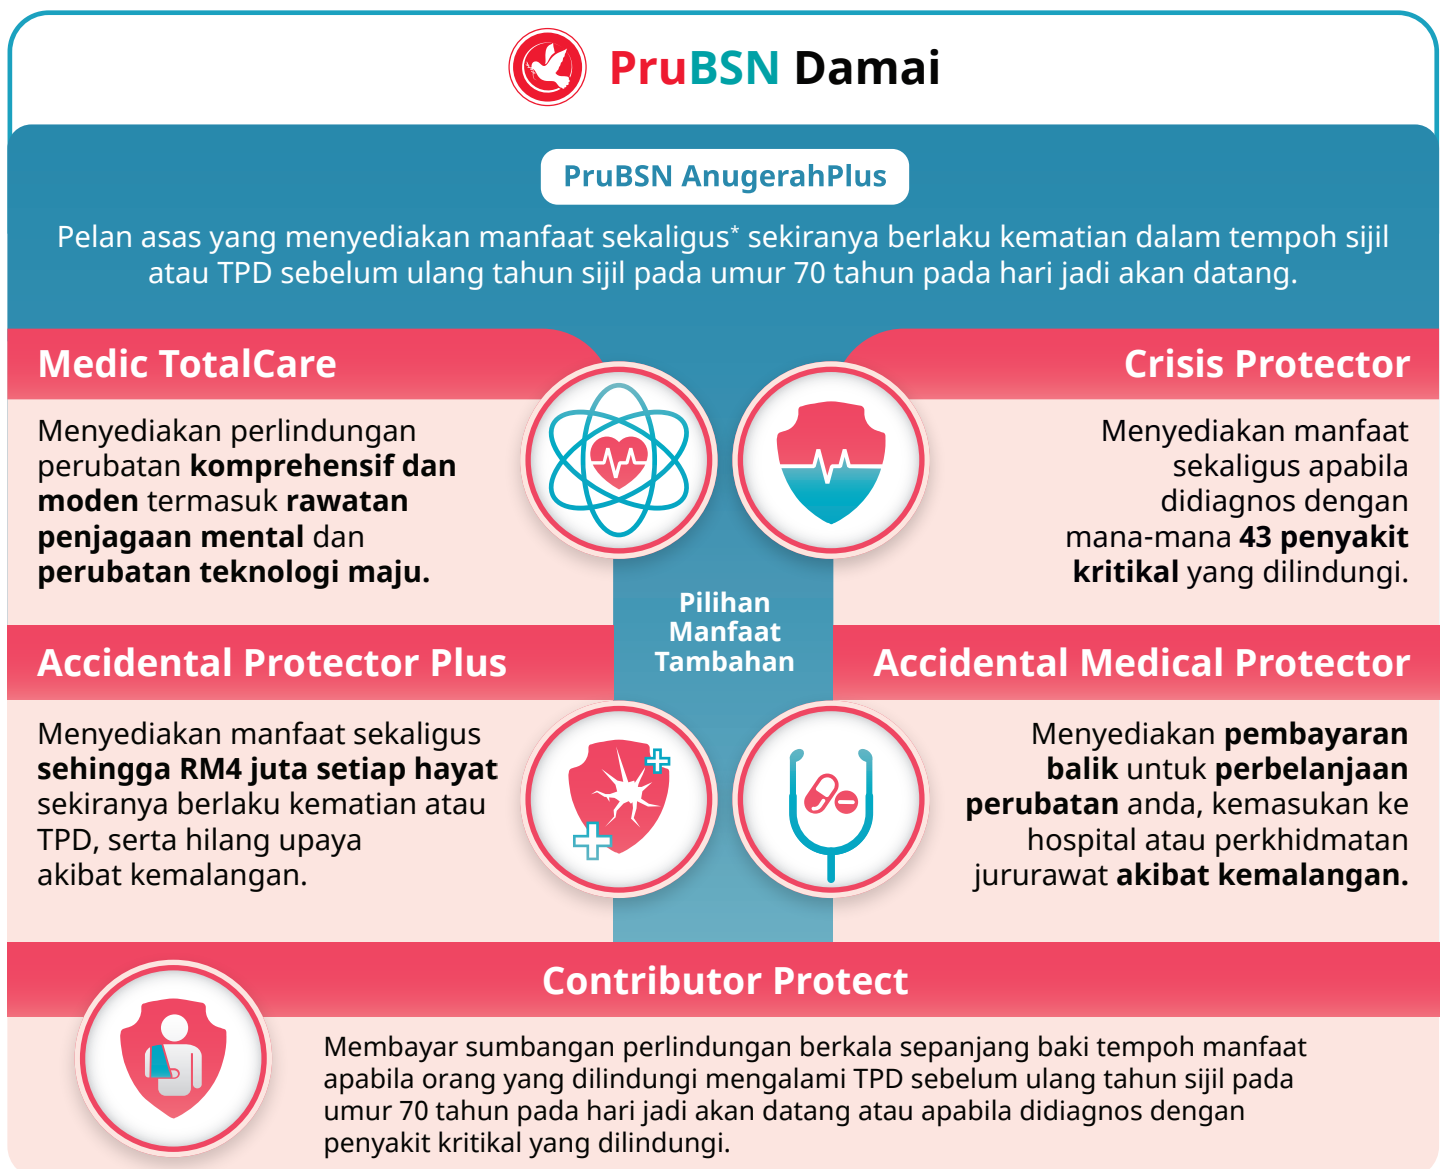 PruBSN Damai
PruBSN AnugerahPlus
Pelan asas yang menyediakan manfaat sekaligus* sekiranya berlaku kematian dalam tempoh sijil
atau TPD sebelum ulang tahun sijil pada umur 70 tahun pada hari jadi akan datang.
Medic TotalCare
Menyediakan perlindungan
perubatan komprehensif dan
moden termasuk rawatan
penjagaan mental dan
perubatan teknologi maju.
Crisis Protector
Menyediakan manfaat
sekaligus apabila
didiagnos dengan
mana-mana 43 penyakit
kritikal yang dilindungi.
Pilihan
Manfaat
Tambahan
Accidental Protector Plus
Menyediakan manfaat sekaligus
sehingga RM4 juta setiap hayat
sekiranya berlaku kematian atau
TPD, serta hilang upaya
akibat kemalangan.
Accidental Medical Protector
Menyediakan pembayaran
balik untuk perbelanjaan
perubatan anda, kemasukan ke
hospital atau perkhidmatan
jururawat akibat kemalangan.
Contributor Protect
Membayar sumbangan perlindungan berkala sepanjang baki tempoh manfaat
apabila orang yang dilindungi mengalami TPD sebelum ulang tahun sijil pada
umur 70 tahun pada hari jadi akan datang atau apabila didiagnos dengan
penyakit kritikal yang dilindungi.